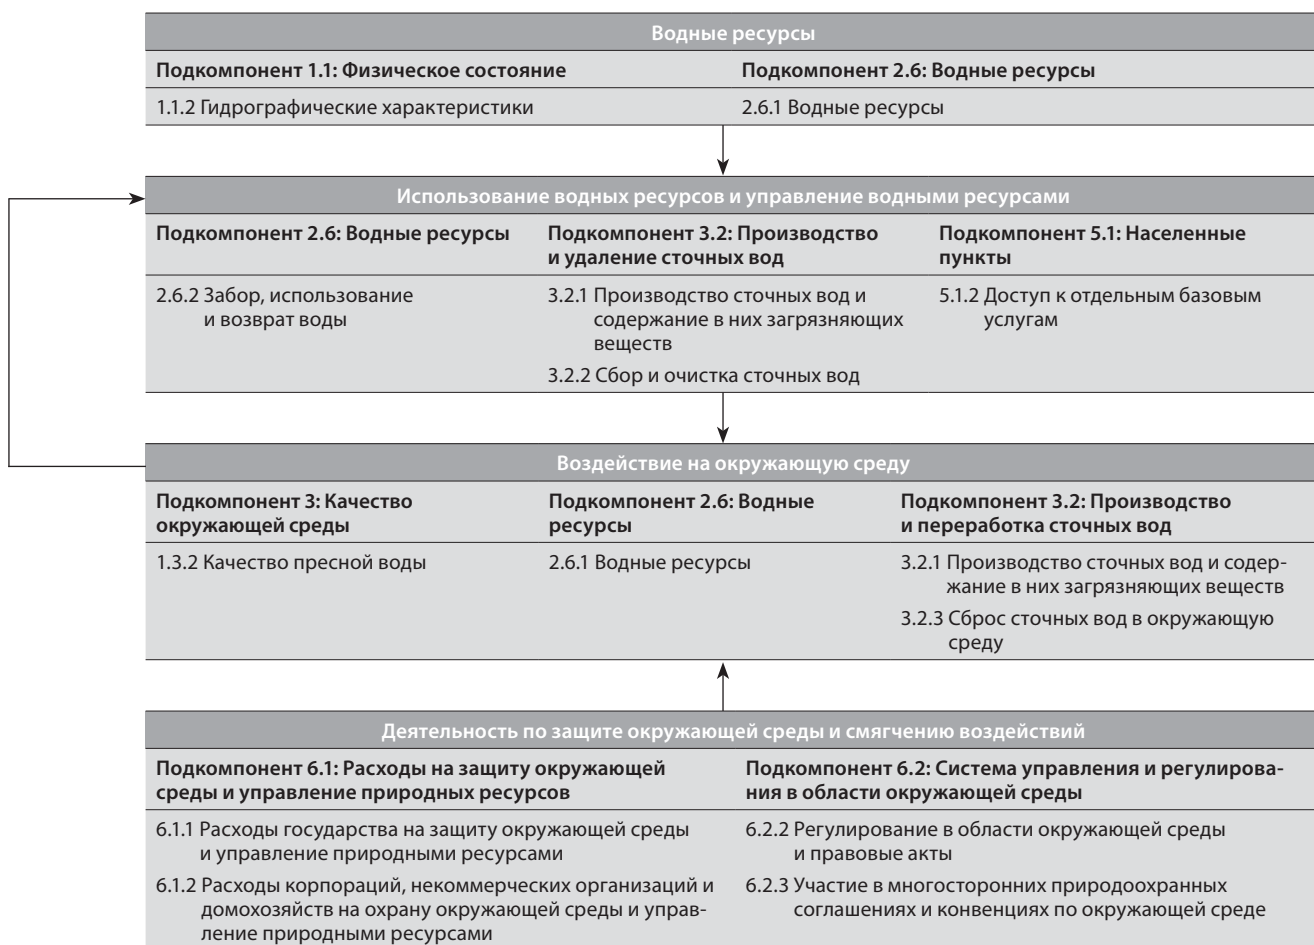 Водные ресурсы
Подкомпонент 1.1: Физическое состояние
Подкомпонент 2.6: Водные ресурсы
1.1.2 Гидрографические характеристики
2.6.1 Водные ресурсы
Использование водных ресурсов и управление водными ресурсами
Подкомпонент 2.6: Водные ресурсы
Подкомпонент 3.2: Производство
и удаление сточных вод
Подкомпонент 5.1: Населенные
пункты
2.6.2 Забор, использование
и возврат воды
3.2.1 Производство сточных вод и
содержание в них загрязняющих
веществ
3.2.2 Сбор и очистка сточных вод
5.1.2 Доступ к отдельным базовым
услугам
Воздействие на окружающую среду
Подкомпонент 3: Качество
окружающей среды
Подкомпонент 2.6: Водные
ресурсы
Подкомпонент 3.2: Производство
и переработка сточных вод
1.3.2 Качество пресной воды
2.6.1 Водные ресурсы
3.2.1 Производство сточных вод и содер-
жание в них загрязняющих веществ
3.2.3 Сброс сточных вод в окружающую
среду
Деятельность по защите окружающей среды и смягчению воздействий
Подкомпонент 6.1: Расходы на защиту окружающей
среды и управление природных ресурсов
Подкомпонент 6.2: Система управления и регулирова-
ния в области окружающей среды
6.1.1 Расходы государства на защиту окружающей среды
и управление природными ресурсами
6.1.2 Расходы корпораций, некоммерческих организаций и
домохозяйств на охрану окружающей среды и управ-
ление природными ресурсами
6.2.2 Регулирование в области окружающей среды
и правовые акты
6.2.3 Участие в многосторонних природоохранных
соглашениях и конвенциях по окружающей среде